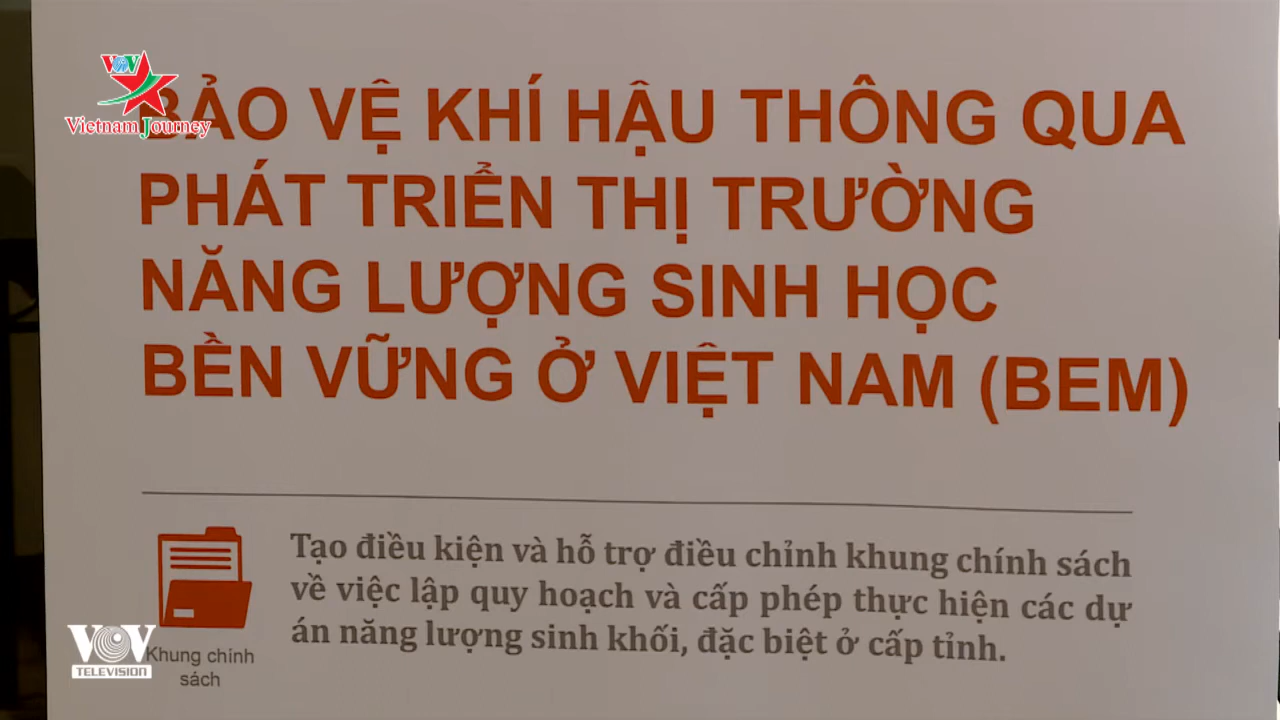 VOV
Vietnam Journey
BẢO VỆ KHÍ HẬU THÔNG QUA
PHÁT TRIỂN THỊ TRƯỜNG
NĂNG LƯỢNG SINH HỌC
BỀN VỮNG Ở VIỆT NAM (BEM)
Tạo điều kiện và hỗ trợ điều chỉnh khung chính sách
về việc lập quy hoạch và cấp phép thực hiện các dự
án năng lượng sinh khối, đặc biệt ở cấp tỉnh.
Khung chính
sách
VOV
TELEVISION